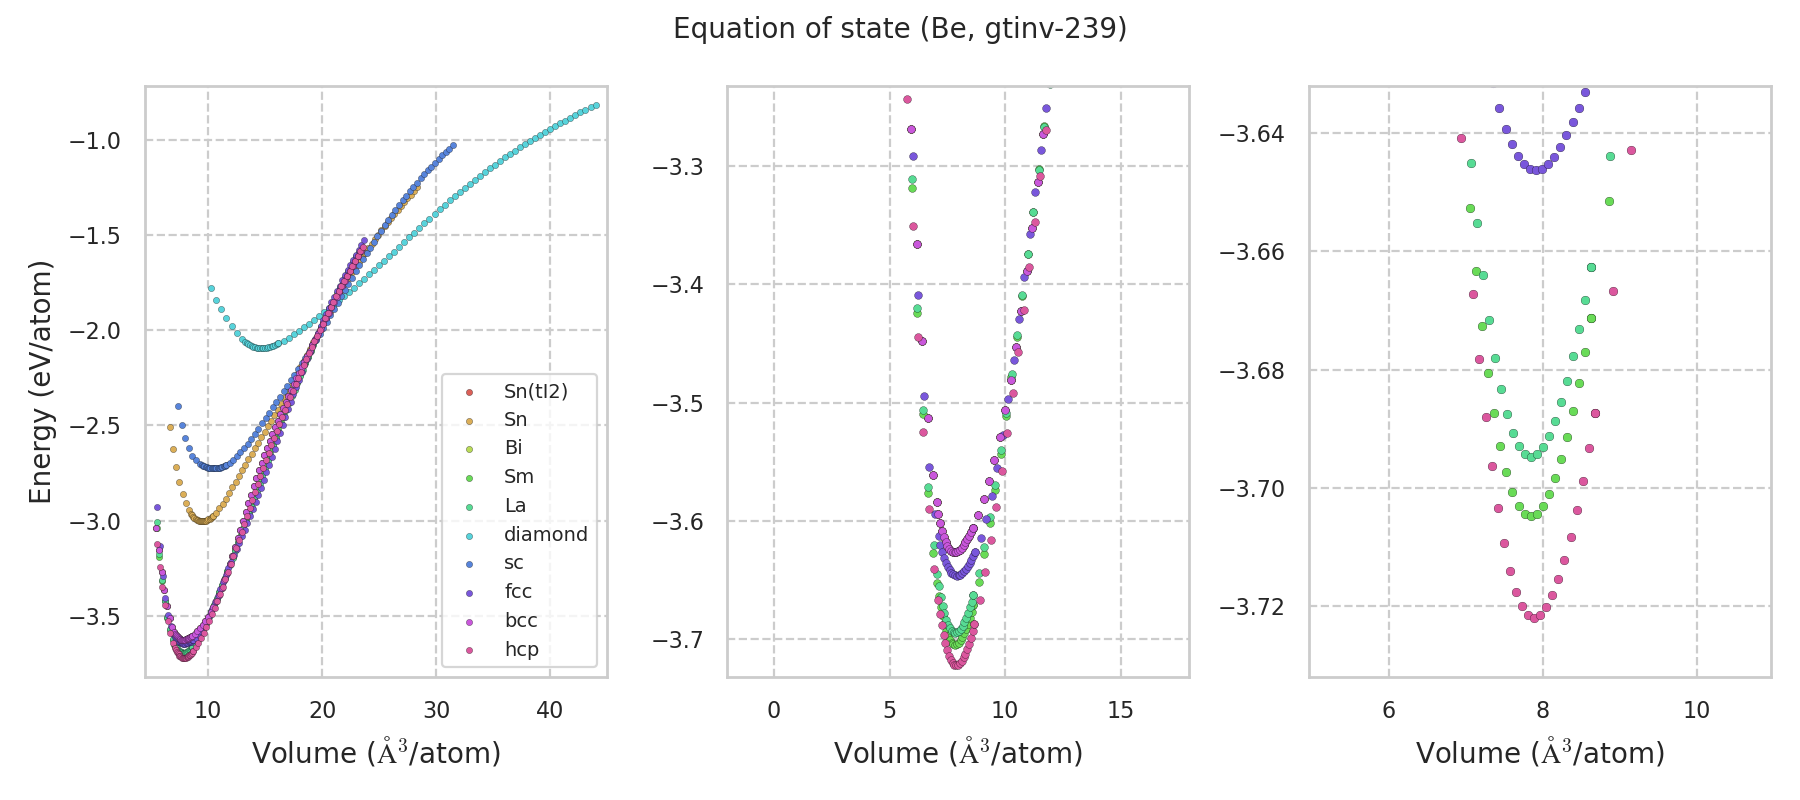 Equation of state (Be, gtinv-239)
Energy (eV/atom)
−1.0
−1.5
−2.0
−2.5
−3.0
−3.5
10 20 30 40
Volume (Å³/atom)
Sn(tI2)
Sn
Bi
Sm
La
diamond
sc
fcc
bcc
hcp
−3.3
−3.4
−3.5
−3.6
−3.7
0 5 10 15
Volume (Å³/atom)
−3.64
−3.66
−3.68
−3.70
−3.72
6 8 10
Volume (Å³/atom)